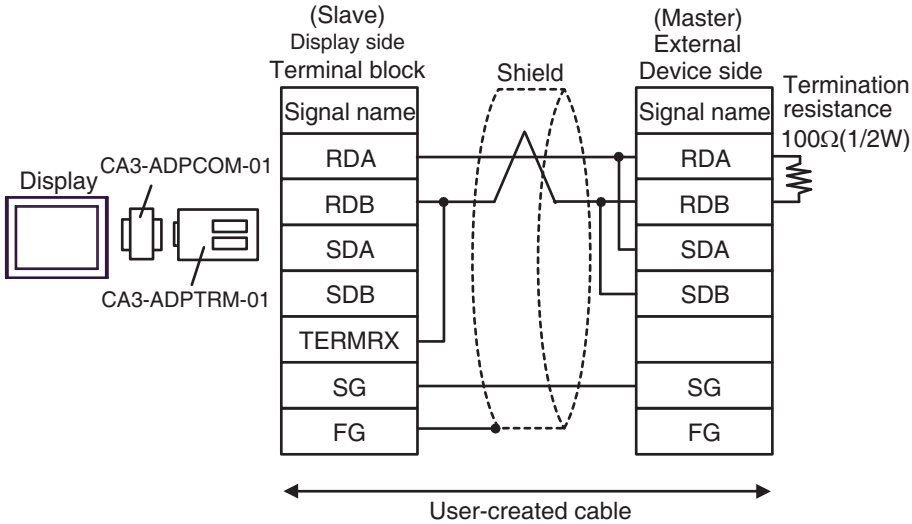 (Slave)
Display side
Terminal block
(Master)
External
Device side
Shield
Termination
resistance
100Ω(1/2W)
Signal name
RDA
RDB
SDA
SDB
TERMRX
SG
FG
Signal name
RDA
RDB
SDA
SDB
SG
FG
Display
CA3-ADPCOM-01
CA3-ADPTRM-01
User-created cable